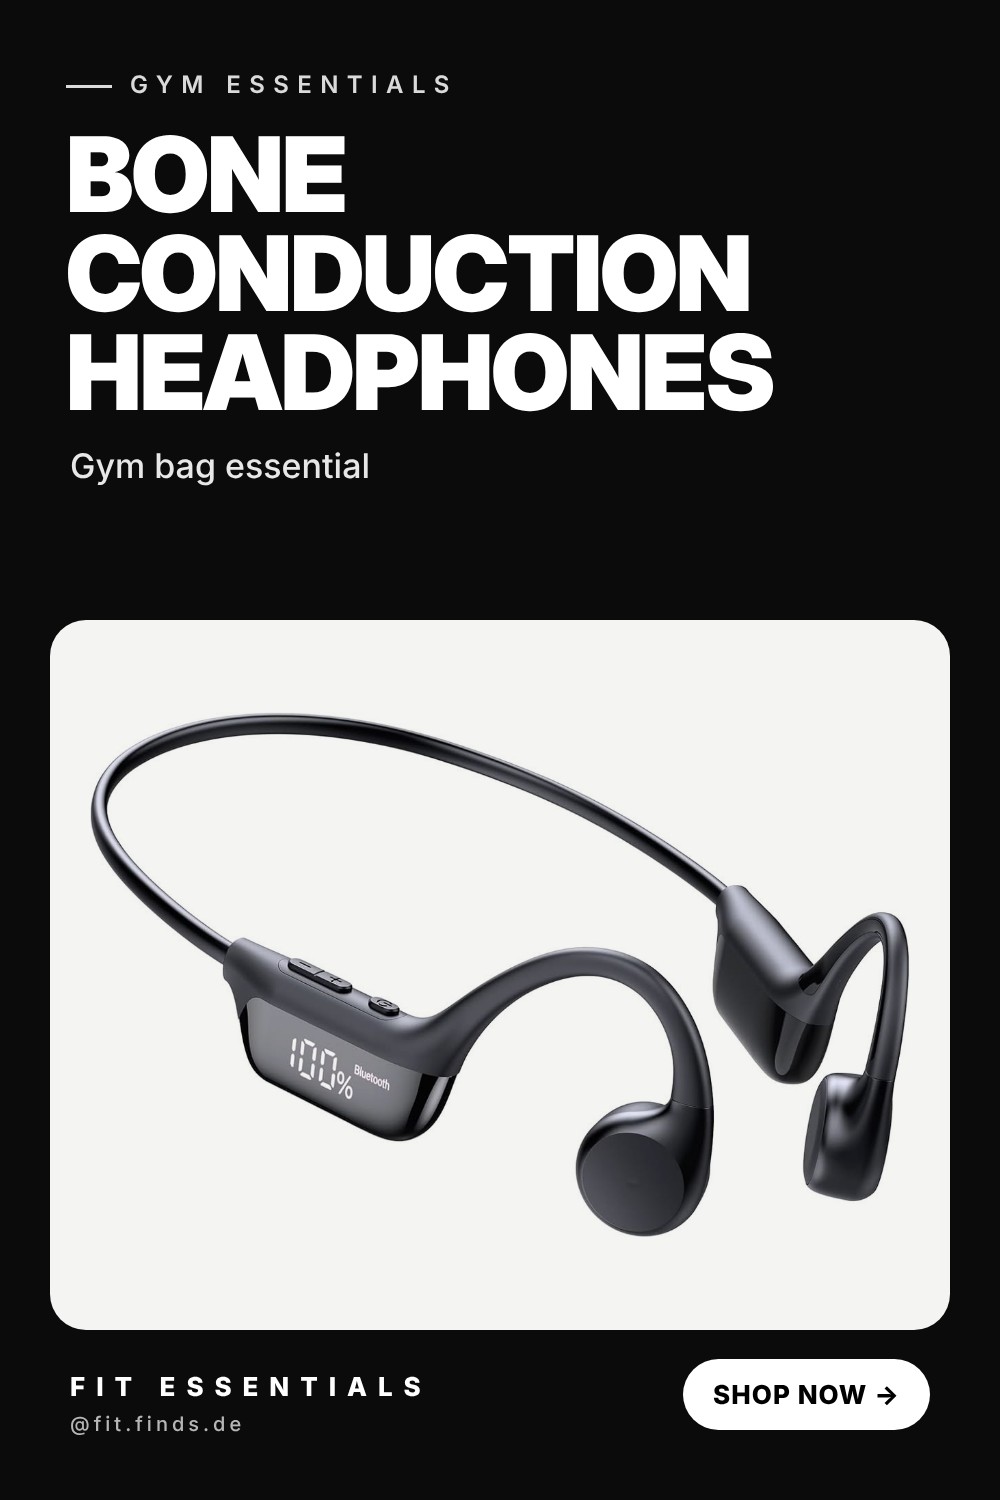 GYM ESSENTIALS
BONE
CONDUCTION
HEADPHONES
Gym bag essential
100% Bluetooth
FIT ESSENTIALS
@fit.finds.de
SHOP NOW →